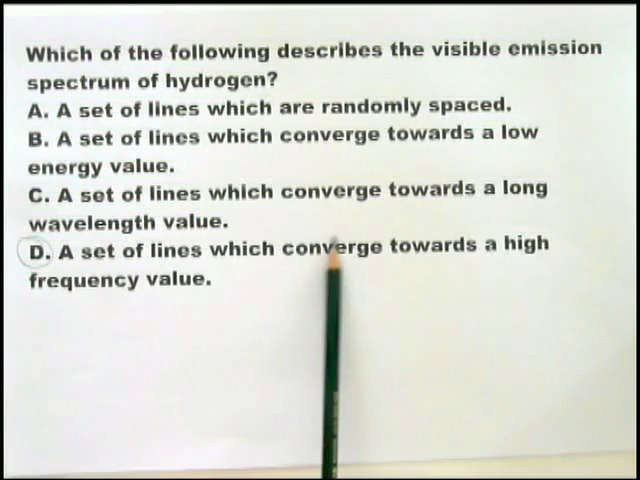 Which of the following describes the visible emission
spectrum of hydrogen?
A. A set of lines which are randomly spaced.
B. A set of lines which converge towards a low
energy value.
C. A set of lines which converge towards a long
wavelength value.
D. A set of lines which converge towards a high
frequency value.